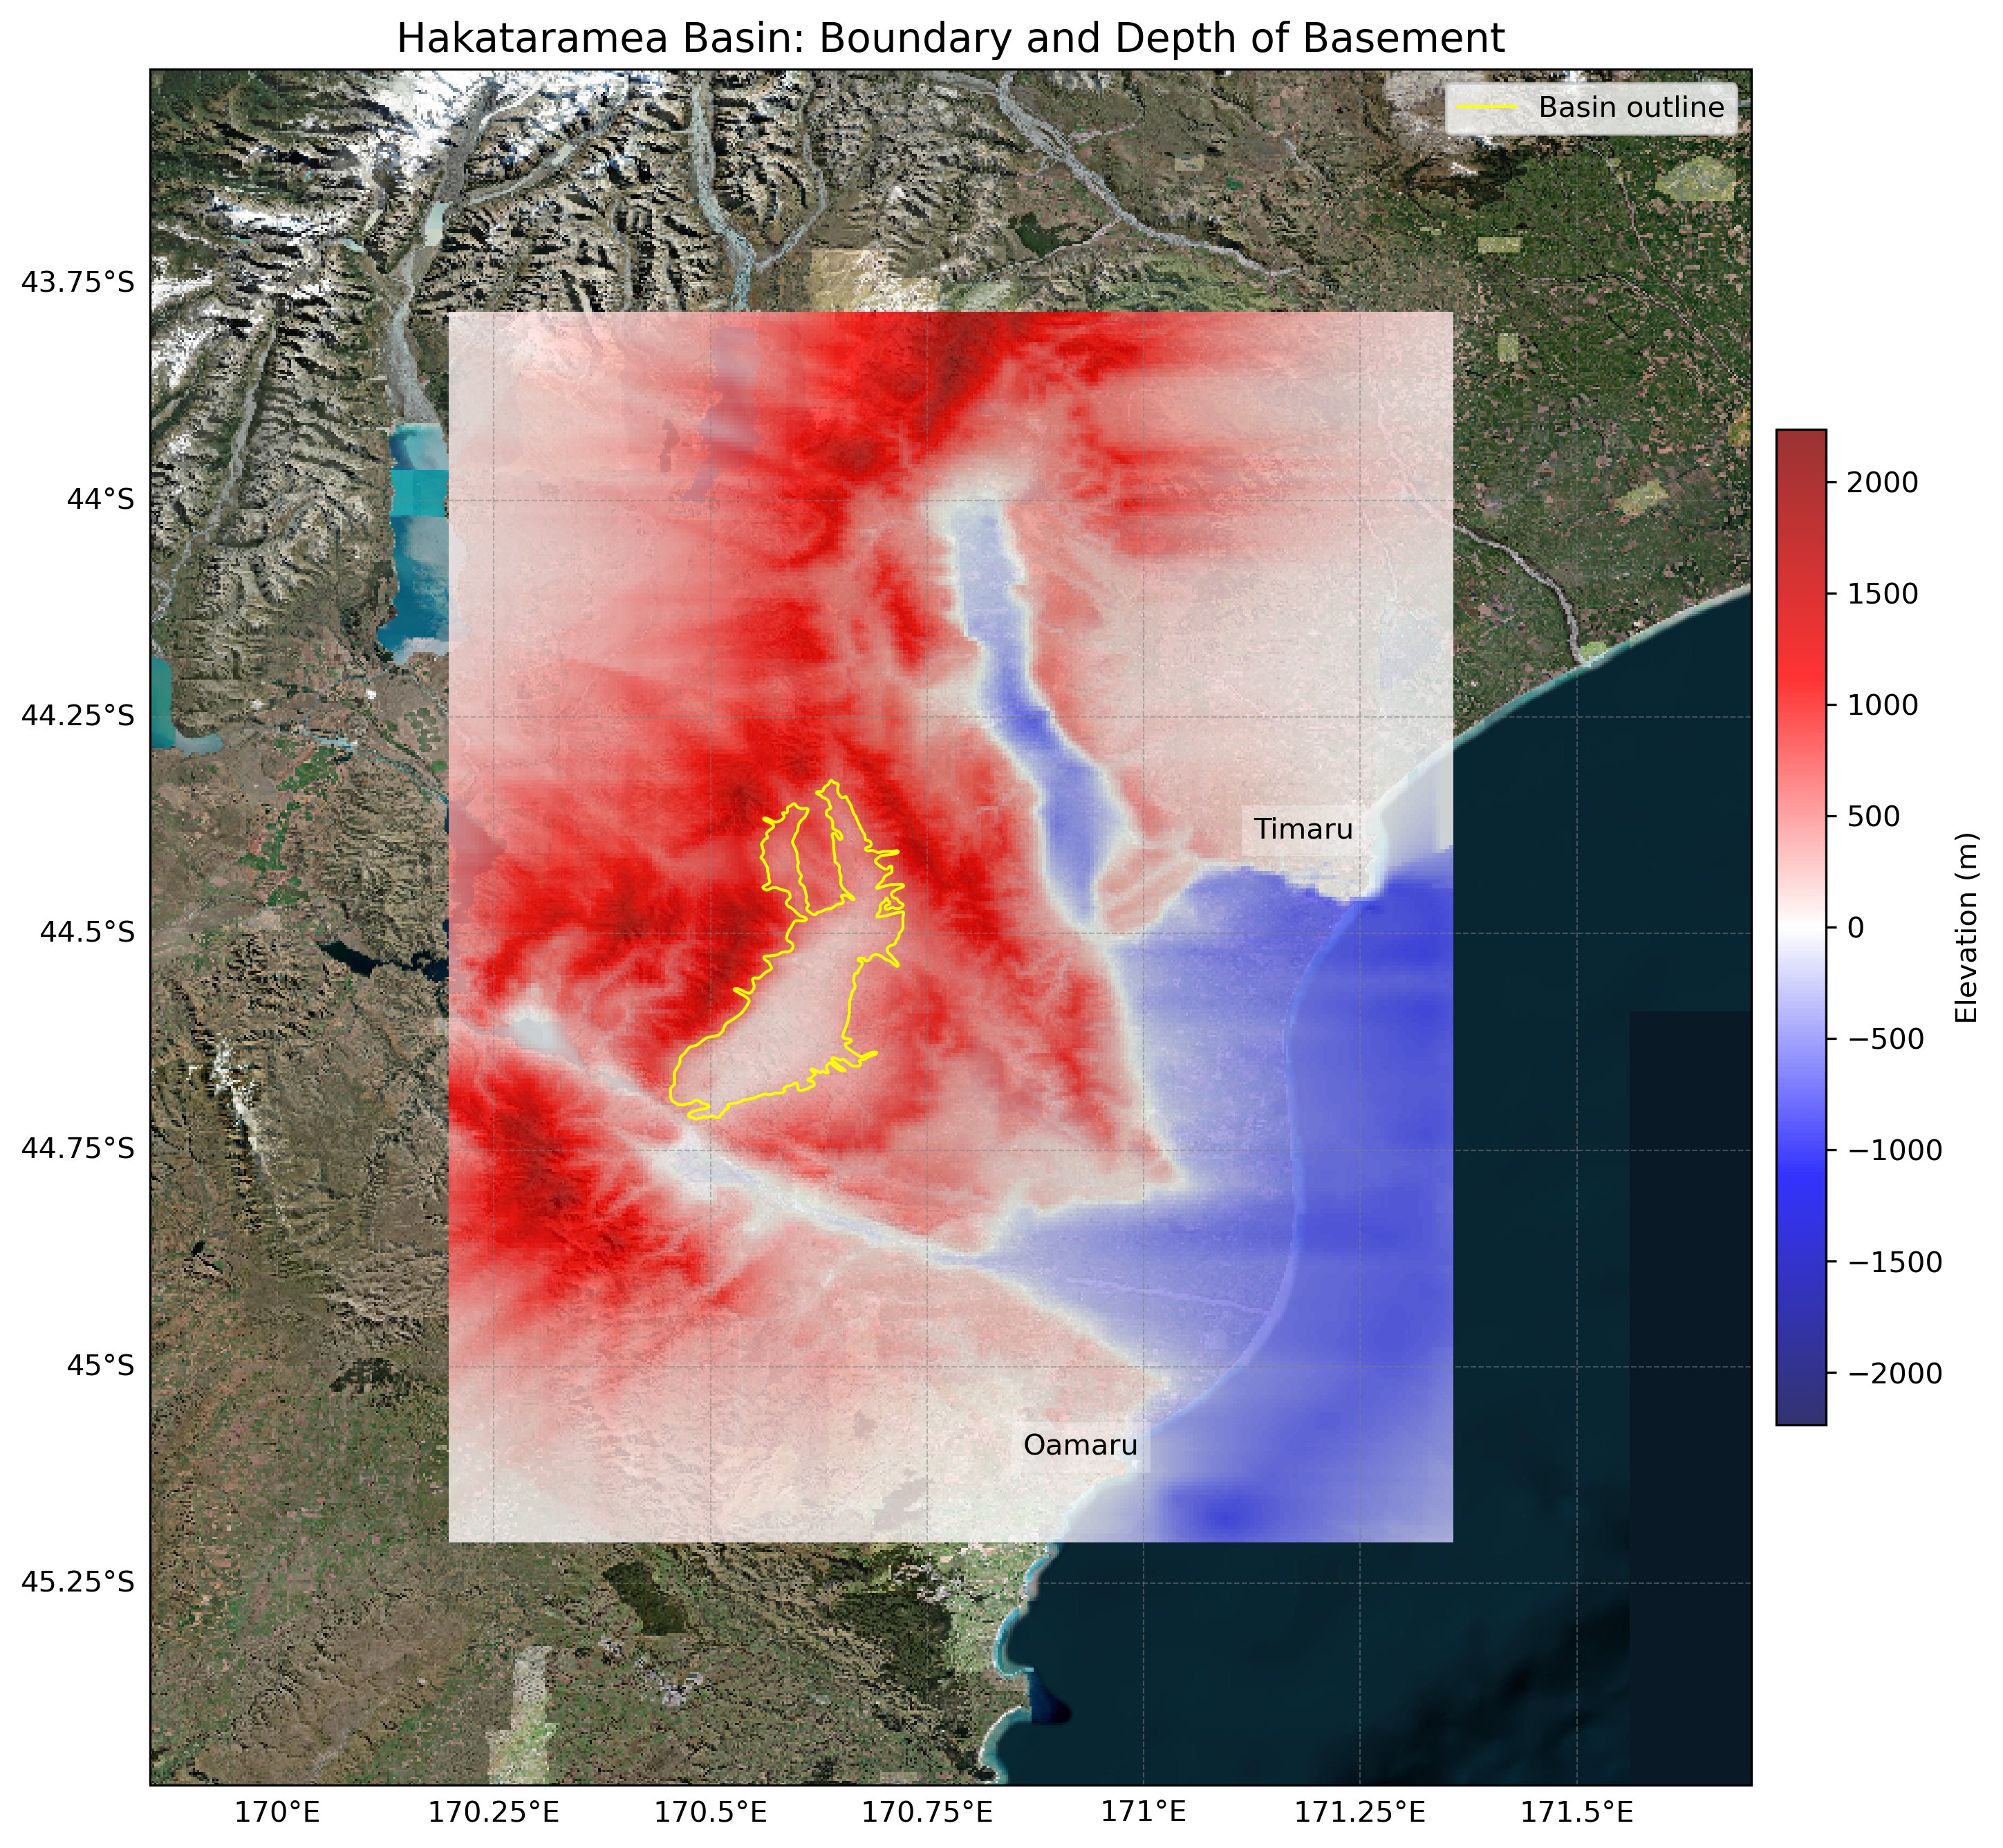 Hakataramea Basin: Boundary and Depth of Basement
Basin outline
43.75°S
44°S
44.25°S
44.5°S
44.75°S
45°S
45.25°S
Timaru
Oamaru
170°E
170.25°E
170.5°E
170.75°E
171°E
171.25°E
171.5°E
2000
1500
1000
500
0
−500
−1000
−1500
−2000
Elevation (m)